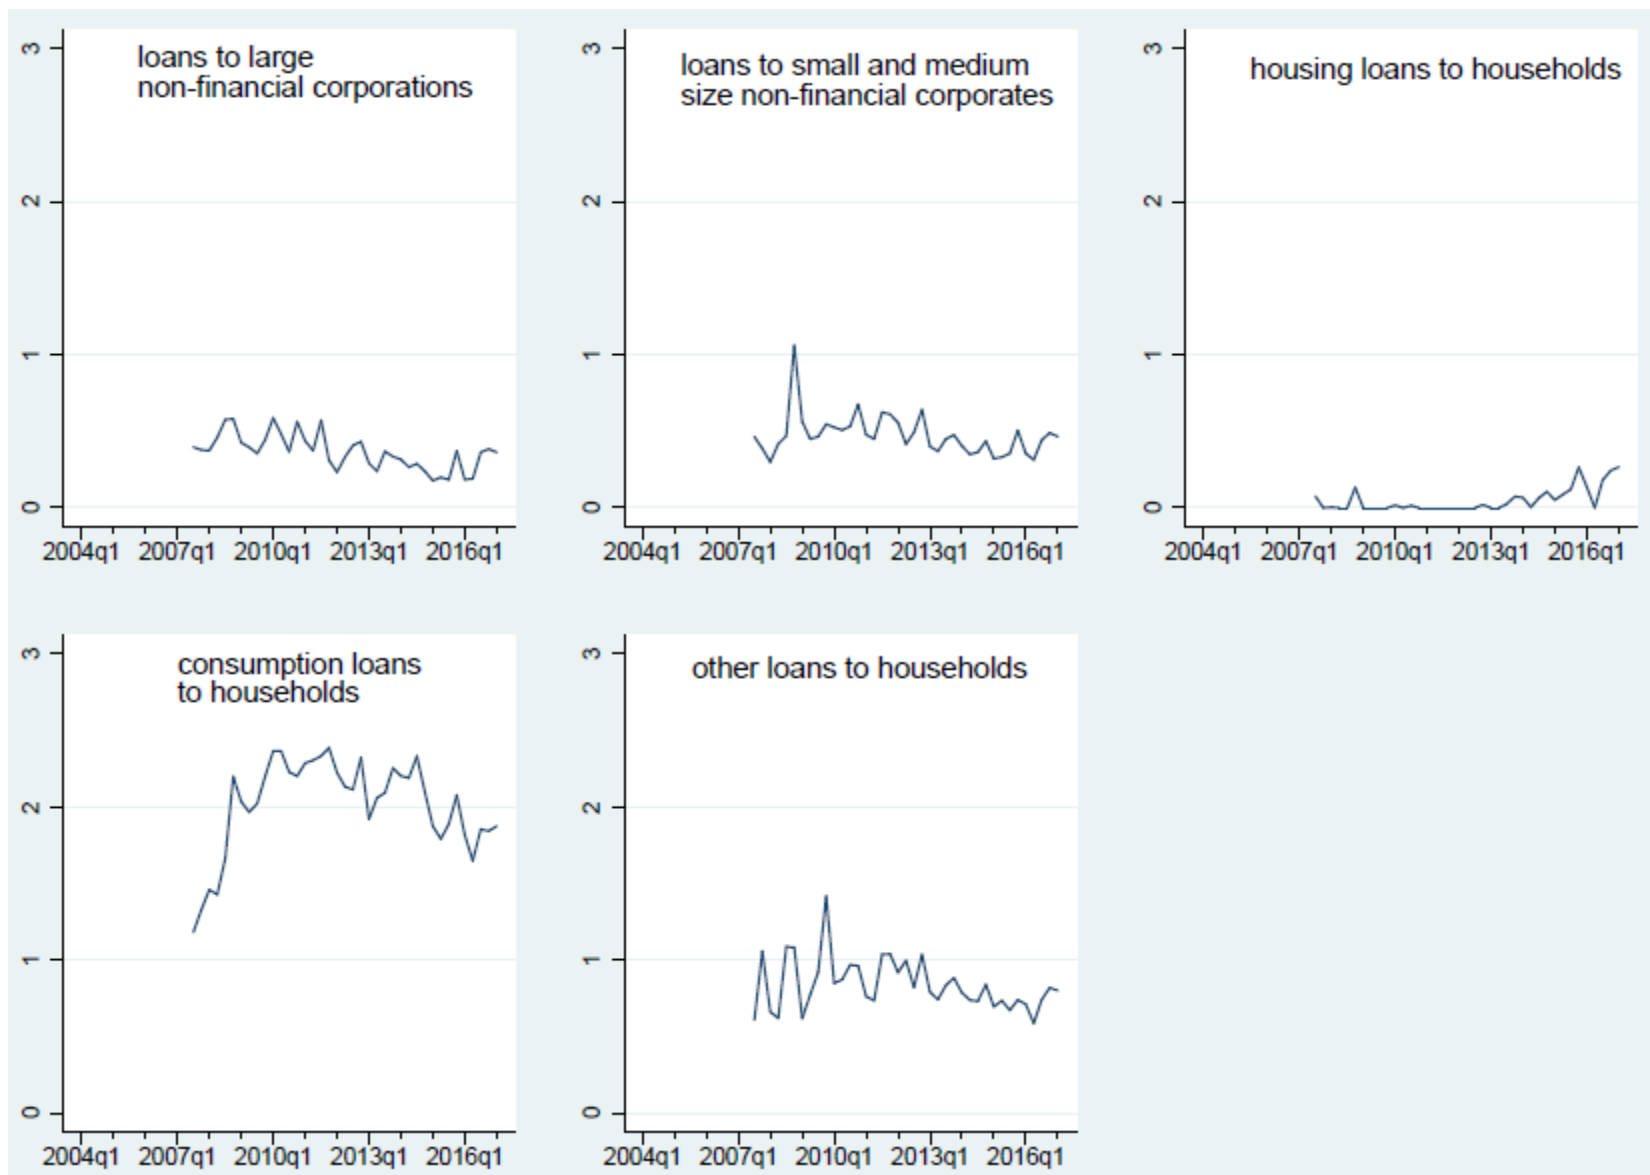 loans to large
non-financial corporations
3
2
1
0
2004q1 2007q1 2010q1 2013q1 2016q1
loans to small and medium
size non-financial corporates
3
2
1
0
2004q1 2007q1 2010q1 2013q1 2016q1
housing loans to households
3
2
1
0
2004q1 2007q1 2010q1 2013q1 2016q1
consumption loans
to households
3
2
1
0
2004q1 2007q1 2010q1 2013q1 2016q1
other loans to households
3
2
1
0
2004q1 2007q1 2010q1 2013q1 2016q1